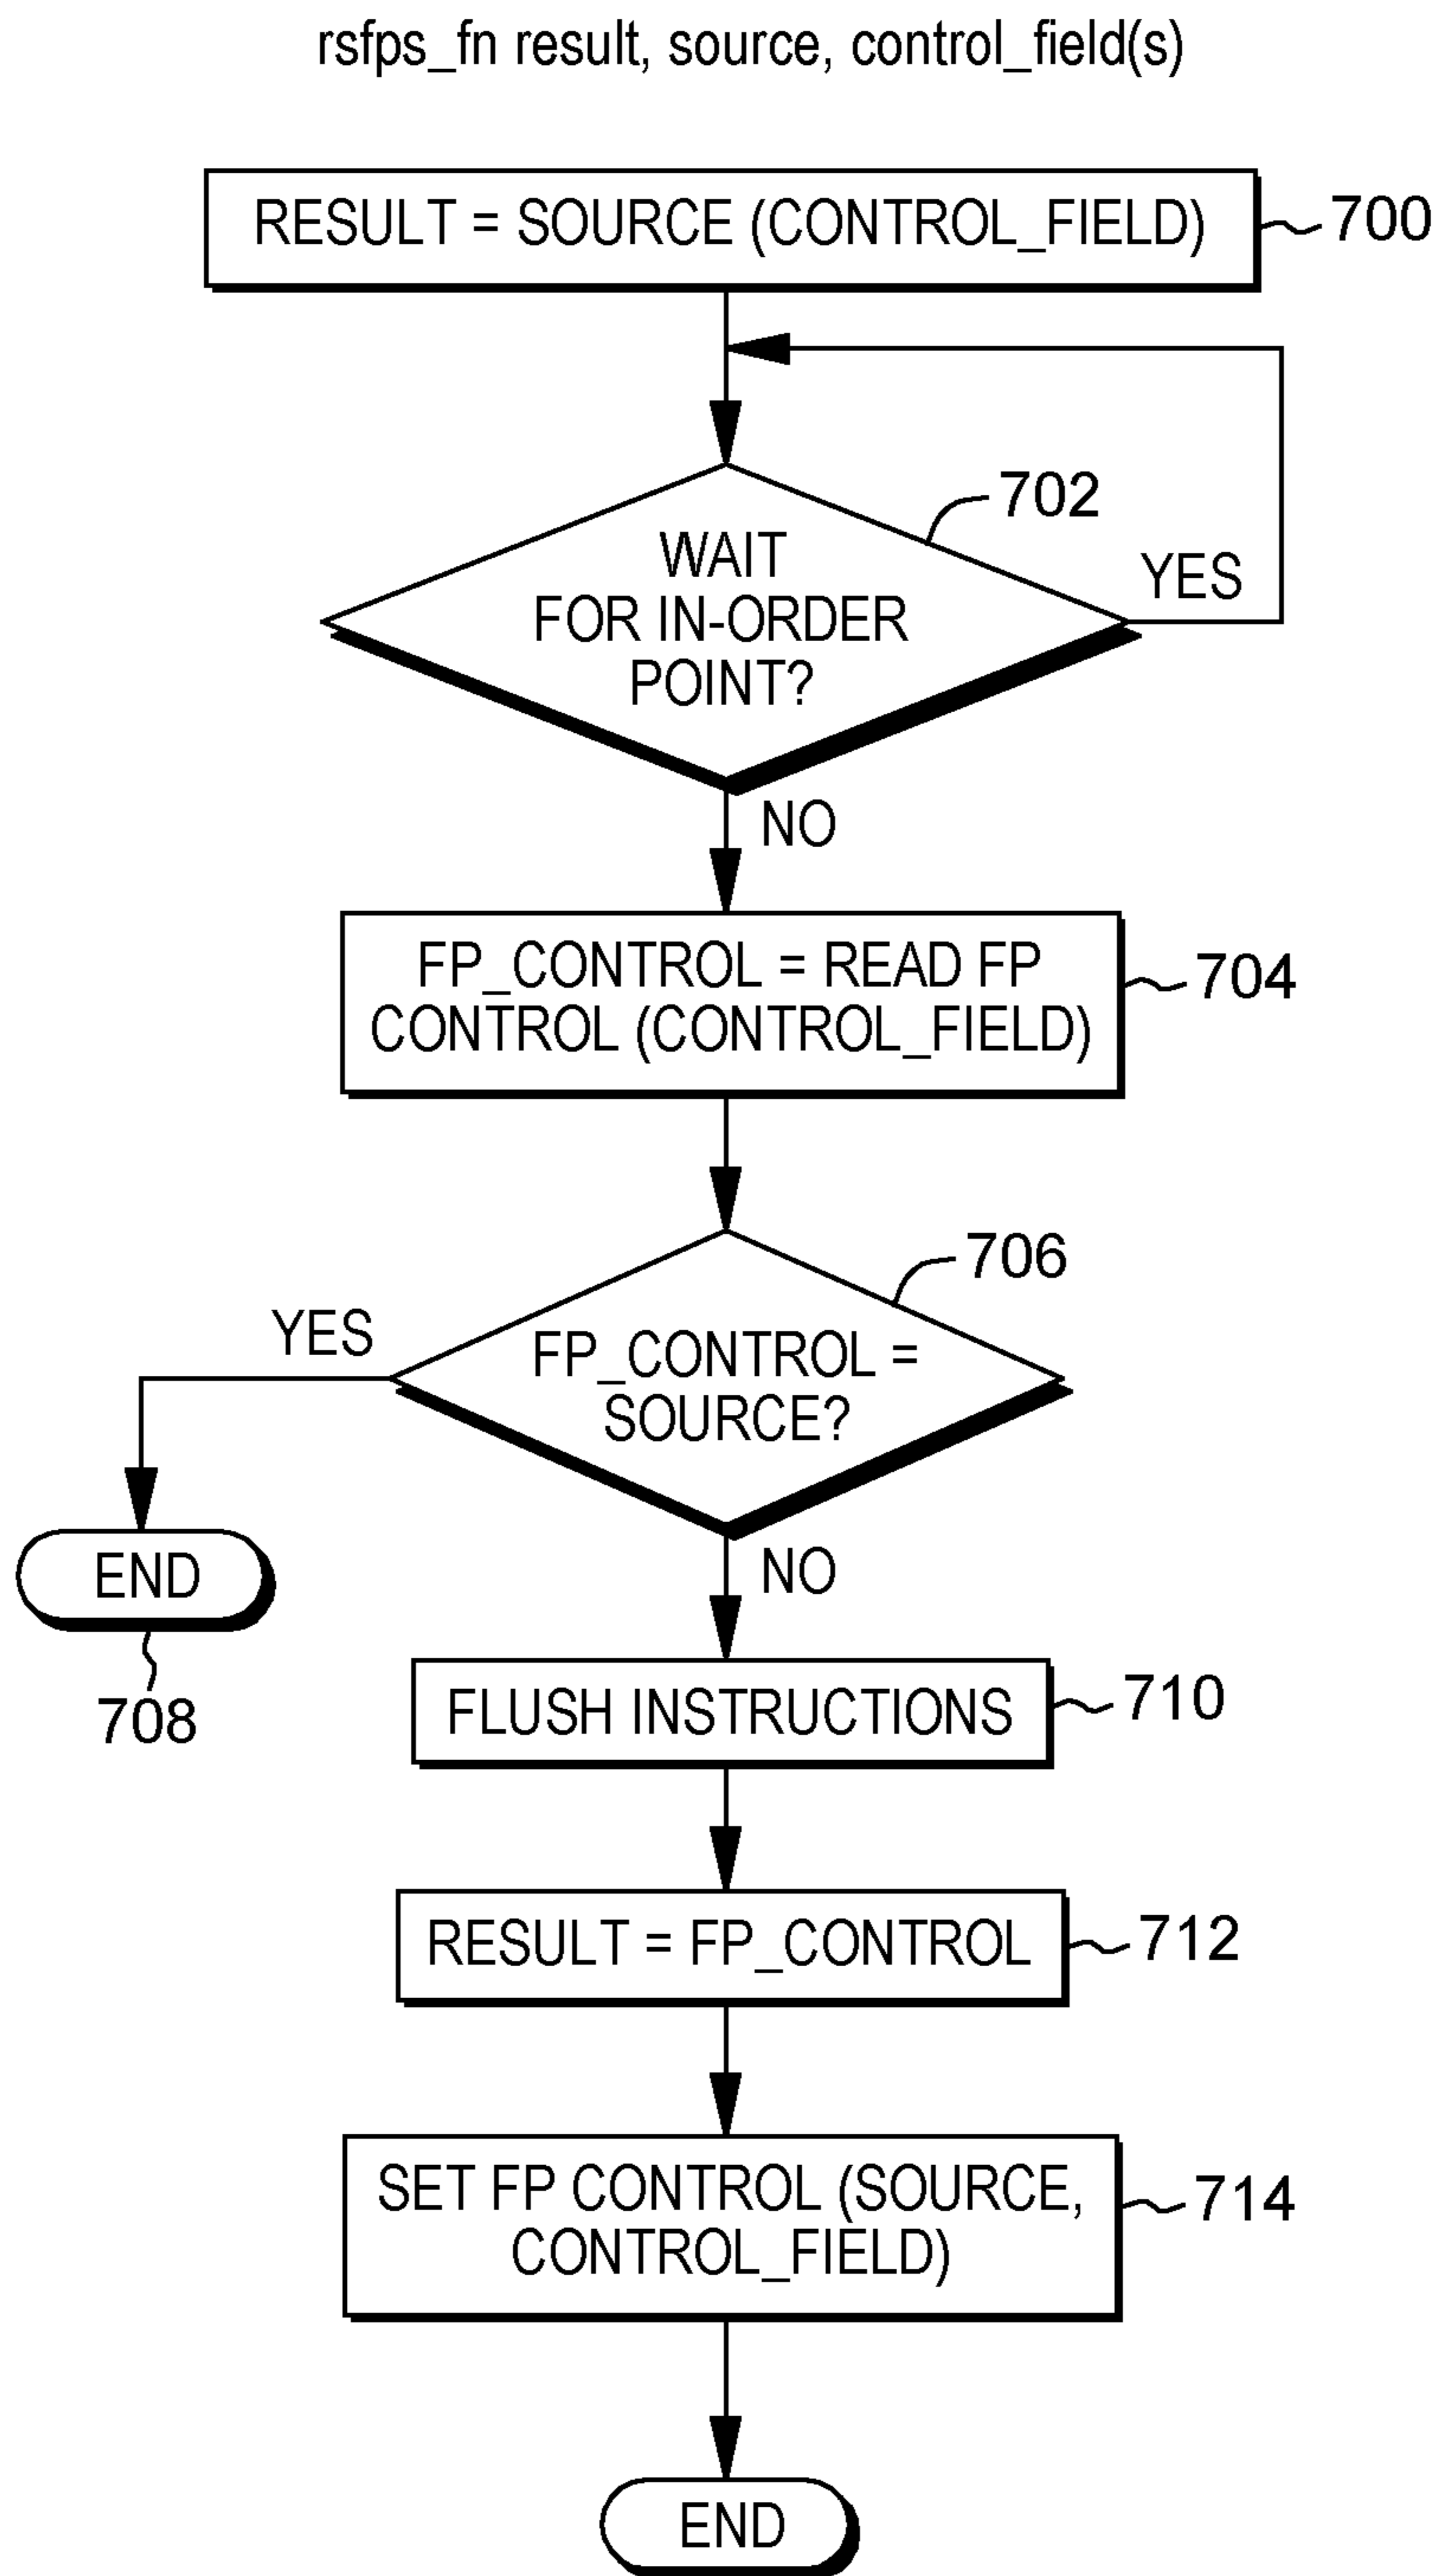 rsfps_fn result, source, control_field(s)
RESULT = SOURCE (CONTROL_FIELD)
700
702
WAIT
FOR IN-ORDER
POINT?
YES
NO
FP_CONTROL = READ FP
CONTROL (CONTROL_FIELD)
704
706
YES
FP_CONTROL =
SOURCE?
END
708
NO
FLUSH INSTRUCTIONS
710
RESULT = FP_CONTROL
712
SET FP CONTROL (SOURCE,
CONTROL_FIELD)
714
END